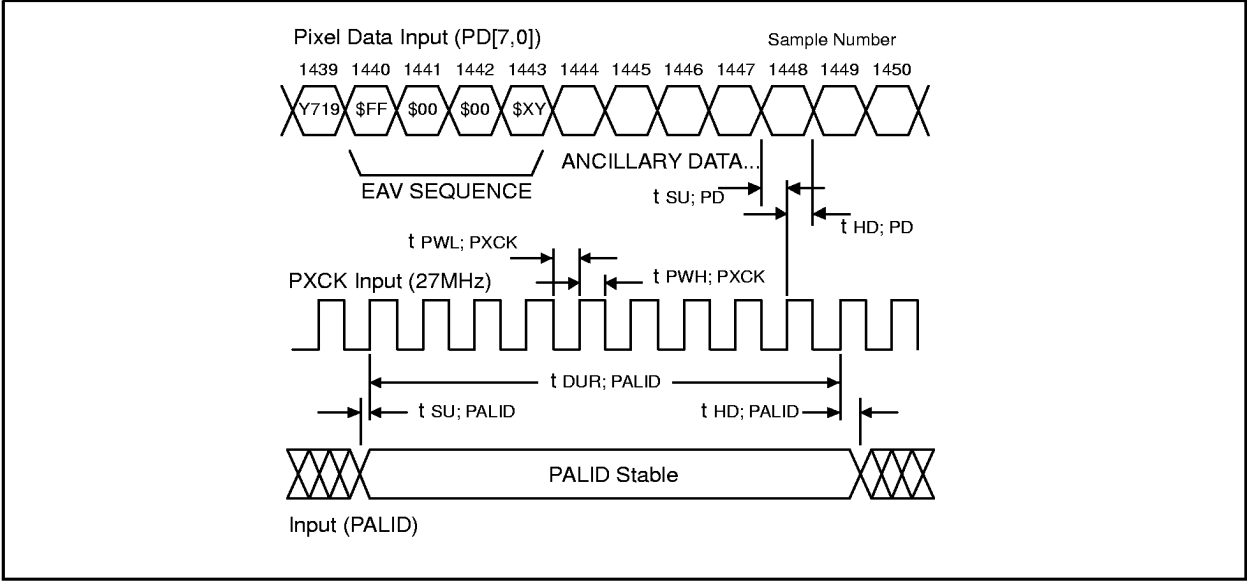 Pixel Data Input (PD[7,0])
Sample Number
1439 1440 1441 1442 1443 1444 1445 1446 1447 1448 1449 1450
Y719 $FF $00 $00 $XY
EAV SEQUENCE
ANCILLARY DATA...
t SU; PD
t HD; PD
t PWL; PXCK
t PWH; PXCK
PXCK Input (27MHz)
t DUR; PALID
t SU; PALID
t HD; PALID
PALID Stable
Input (PALID)